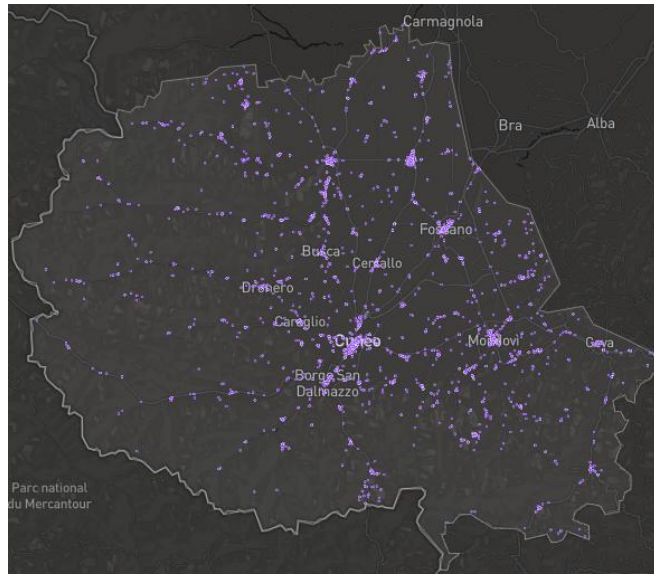 Carmagnola
Bra
Alba
Fossano
Busca
Centallo
Dronero
Caraglio
Cuneo
Mondovì
Ceva
Borgo San
Dalmazzo
Parc national
du Mercantour